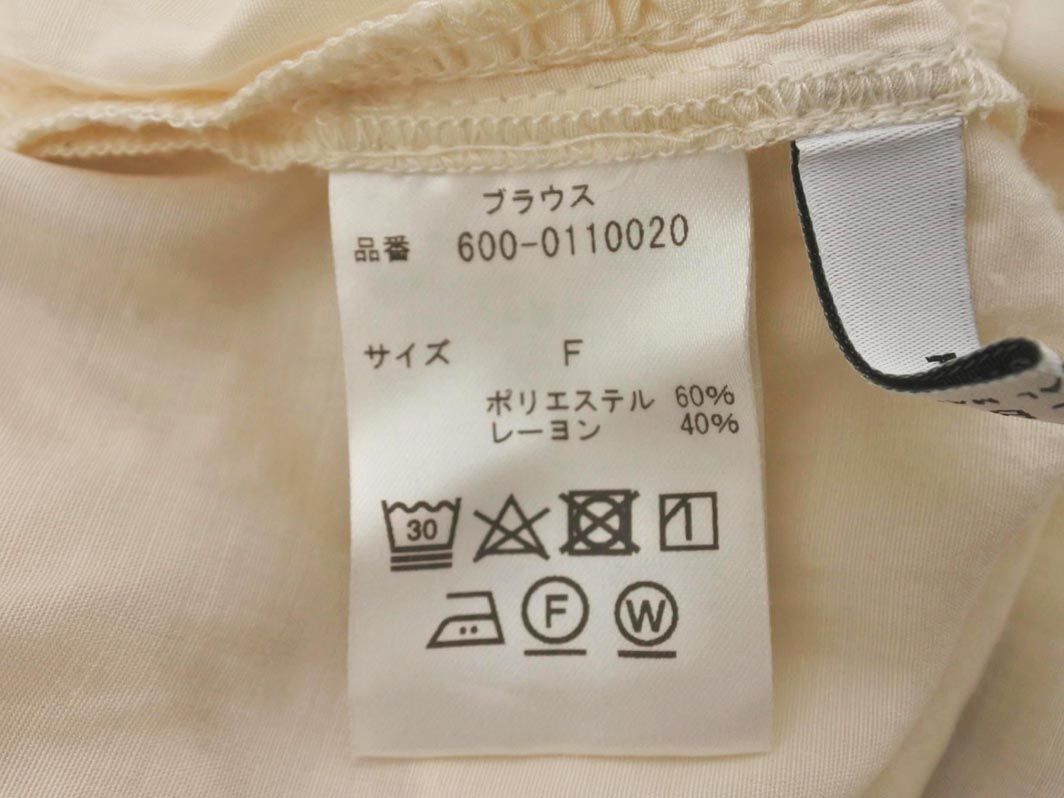 ブラウス
品番 600-0110020
サイズ F
ポリエステル 60%
レーヨン 40%
30
F W